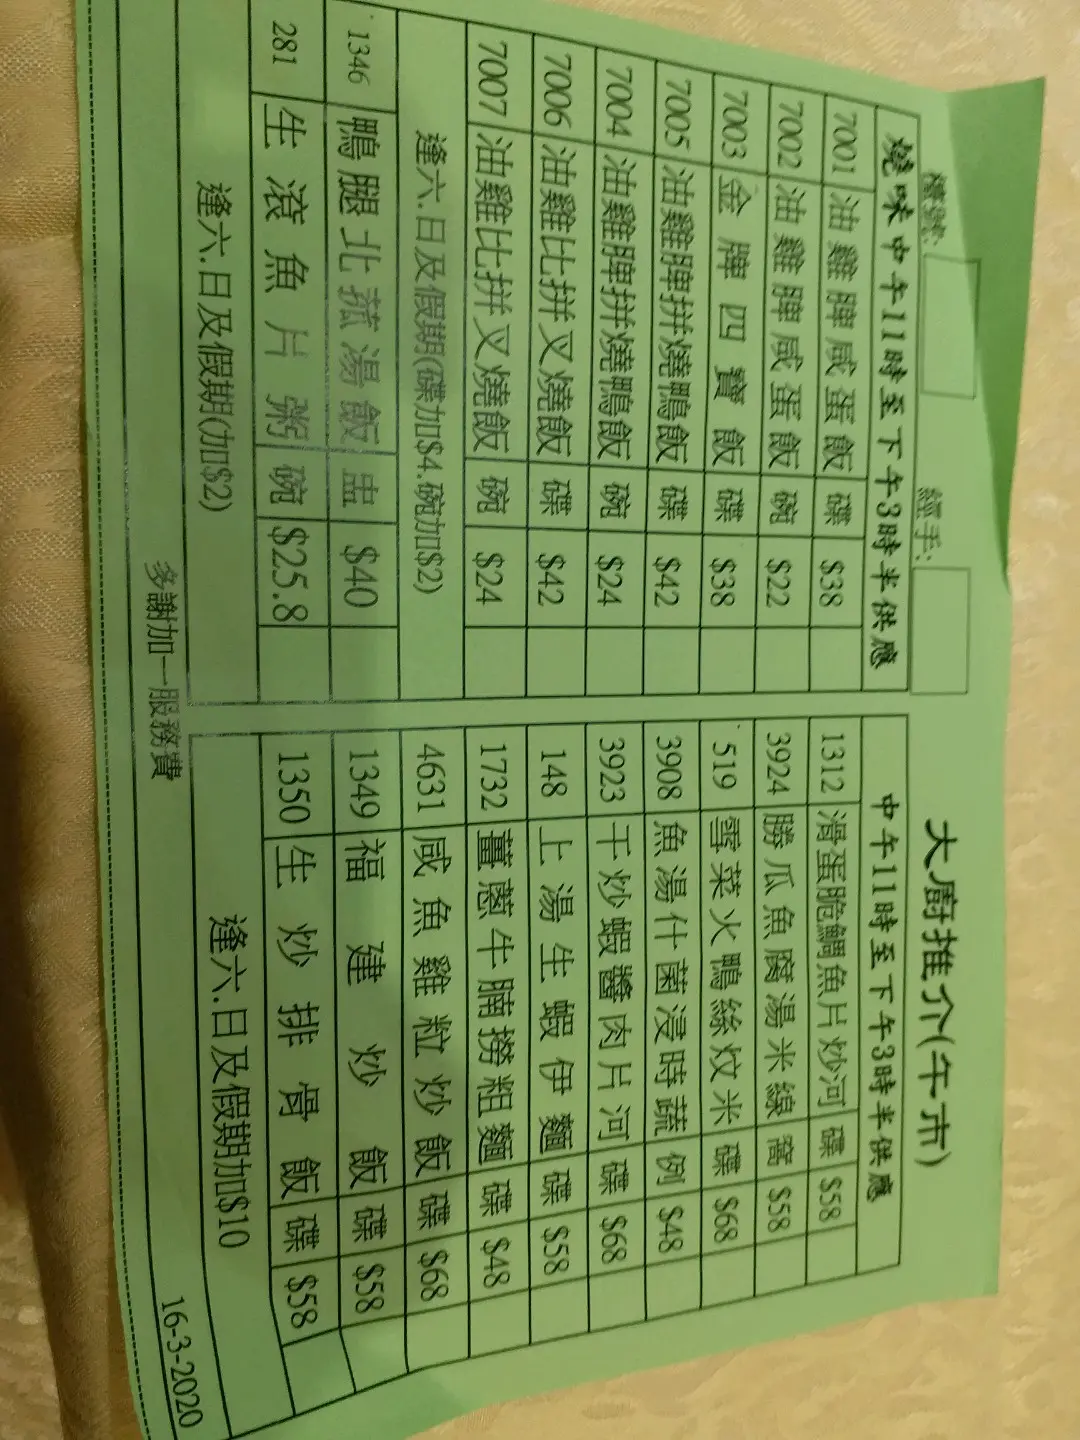 檯號:
經手:
大廚推介(午市)
燒味中午11時至下午3時半供應
7001 油雞脾咸蛋飯 碟 $38
7002 油雞脾咸蛋飯 碗 $22
7003 金牌四寶飯 碟 $38
7005 油雞脾拼燒鴨飯 碟 $42
7004 油雞脾拼燒鴨飯 碗 $24
7006 油雞比拼叉燒飯 碟 $42
7007 油雞比拼叉燒飯 碗 $24
逢六.日及假期(碟加$4.碗加$2)
1346 鴨腿北菰湯飯 盅 $40
281 生滾魚片粥 碗 $25.8
逢六.日及假期(加$2)
中午11時至下午3時半供應
1312 滑蛋脆鯛魚片炒河 碟 $58
3924 勝瓜魚腐湯米線 窩 $58
519 雪菜火鴨絲炆米 碟 $68
3908 魚湯什菌浸時蔬 例 $48
3923 干炒蝦醬肉片河 碟 $68
148 上湯生蝦伊麵 碟 $58
1732 薑蔥牛腩撈粗麵 碟 $48
4631 咸魚雞粒炒飯 碟 $68
1349 福建炒飯 碟 $58
1350 生炒排骨飯 碟 $58
逢六.日及假期加$10
多謝加一服務費
16-3-2020